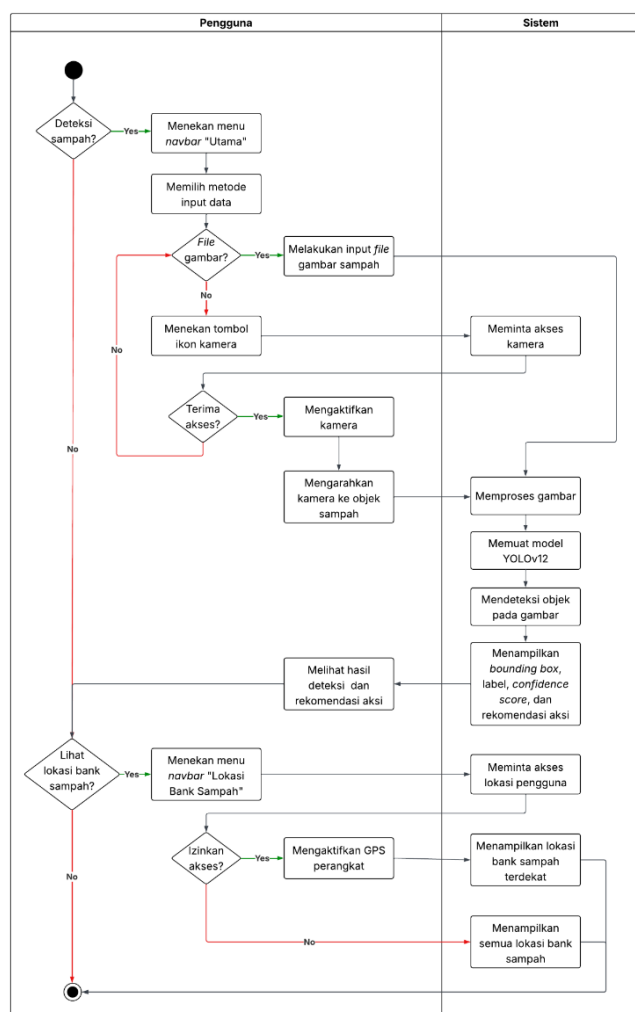 Pengguna
Sistem
Deteksi
sampah?
Yes
Menekan menu
navbar "Utama"
Memilih metode
input data
File
gambar?
Yes
Melakukan input file
gambar sampah
No
Menekan tombol
ikon kamera
Meminta akses
kamera
No
Terima
akses?
Yes
Mengaktifkan
kamera
Mengarahkan
kamera ke objek
sampah
Memproses gambar
Memuat model
YOLOv12
Mendeteksi objek
pada gambar
Menampilkan
bounding box,
label, confidence
score, dan
rekomendasi aksi
Melihat hasil
deteksi dan
rekomendasi aksi
No
Lihat
lokasi bank
sampah?
Yes
Menekan menu
navbar "Lokasi
Bank Sampah"
Meminta akses
lokasi pengguna
Izinkan
akses?
Yes
Mengaktifkan GPS
perangkat
Menampilkan lokasi
bank sampah
terdekat
No
No
Menampilkan
semua lokasi bank
sampah